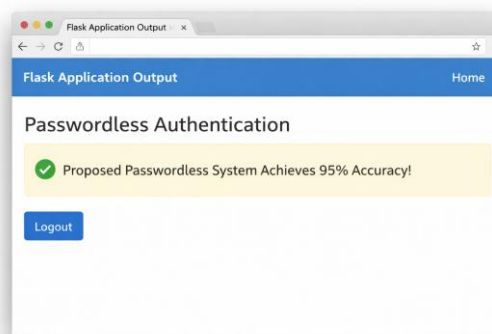 Flask Application Output
Flask Application Output
Home
Passwordless Authentication
Proposed Passwordless System Achieves 95% Accuracy!
Logout